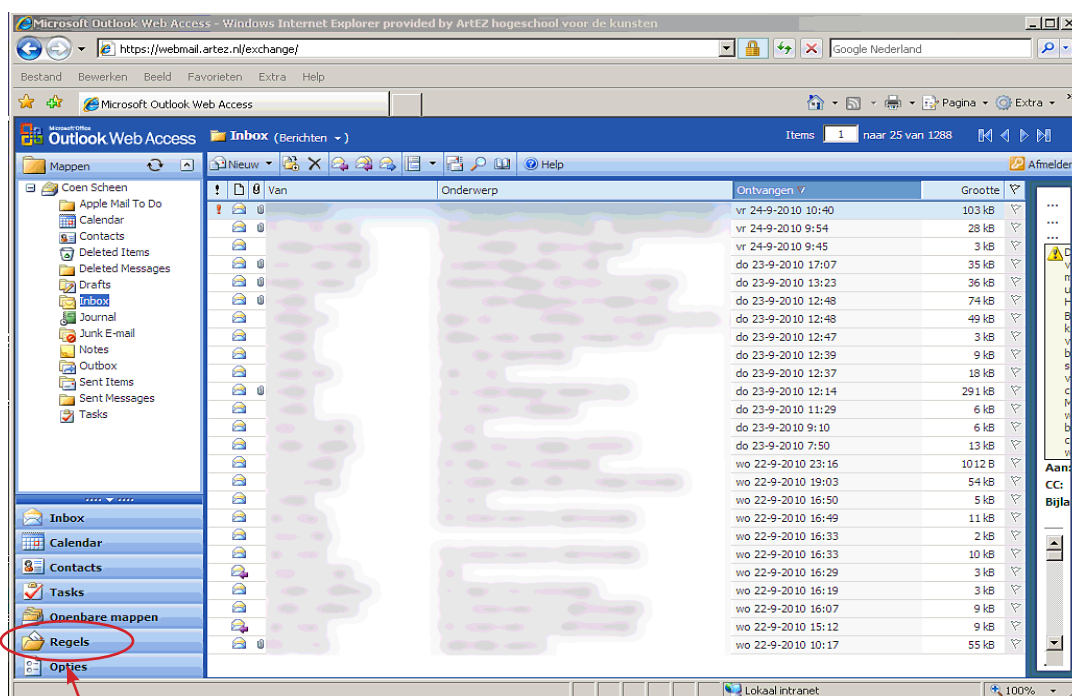 Microsoft Outlook Web Access - Windows Internet Explorer provided by ArtEZ hogeschool voor de kunsten
https://webmail.artez.nl/exchange/
Google Nederland
Bestand Bewerken Beeld Favorieten Extra Help
Microsoft Outlook Web Access
Pagina Extra
Microsoft Office
Outlook Web Access
Inbox (Berichten)
Items 1 naar 25 van 1288
Mappen
Nieuw
Help
Afmelden
Coen Scheen
Apple Mail To Do
Calendar
Contacts
Deleted Items
Deleted Messages
Drafts
Inbox
Journal
Junk E-mail
Notes
Outbox
Sent Items
Sent Messages
Tasks
Inbox
Calendar
Contacts
Tasks
Openbare mappen
Regels
Opties
Van Onderwerp Ontvangen Grootte
vr 24-9-2010 10:40 103 kB
vr 24-9-2010 9:54 28 kB
vr 24-9-2010 9:45 3 kB
do 23-9-2010 17:07 35 kB
do 23-9-2010 13:23 36 kB
do 23-9-2010 12:48 74 kB
do 23-9-2010 12:48 49 kB
do 23-9-2010 12:47 3 kB
do 23-9-2010 12:39 9 kB
do 23-9-2010 12:37 18 kB
do 23-9-2010 12:14 291 kB
do 23-9-2010 11:29 6 kB
do 23-9-2010 9:10 6 kB
do 23-9-2010 7:50 13 kB
wo 22-9-2010 23:16 1012 B
wo 22-9-2010 19:03 54 kB
wo 22-9-2010 16:50 5 kB
wo 22-9-2010 16:49 11 kB
wo 22-9-2010 16:33 2 kB
wo 22-9-2010 16:33 10 kB
wo 22-9-2010 16:29 3 kB
wo 22-9-2010 16:19 3 kB
wo 22-9-2010 16:07 9 kB
wo 22-9-2010 15:12 9 kB
wo 22-9-2010 10:17 55 kB
...
...
...
Aan:
CC:
Bijla
Lokaal intranet
100%